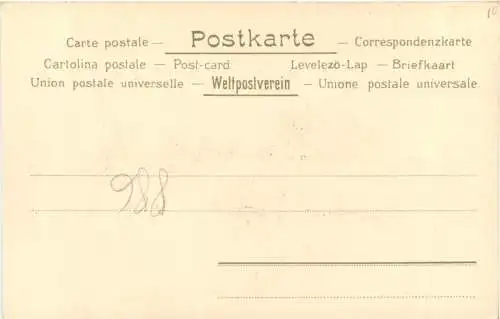 10
Carte postale — Postkarte — Correspondenzkarte
Cartolina postale — Post-card Levelező-Lap — Briefkaart
Union postale universelle — Weltpostverein — Unione postale universale
988